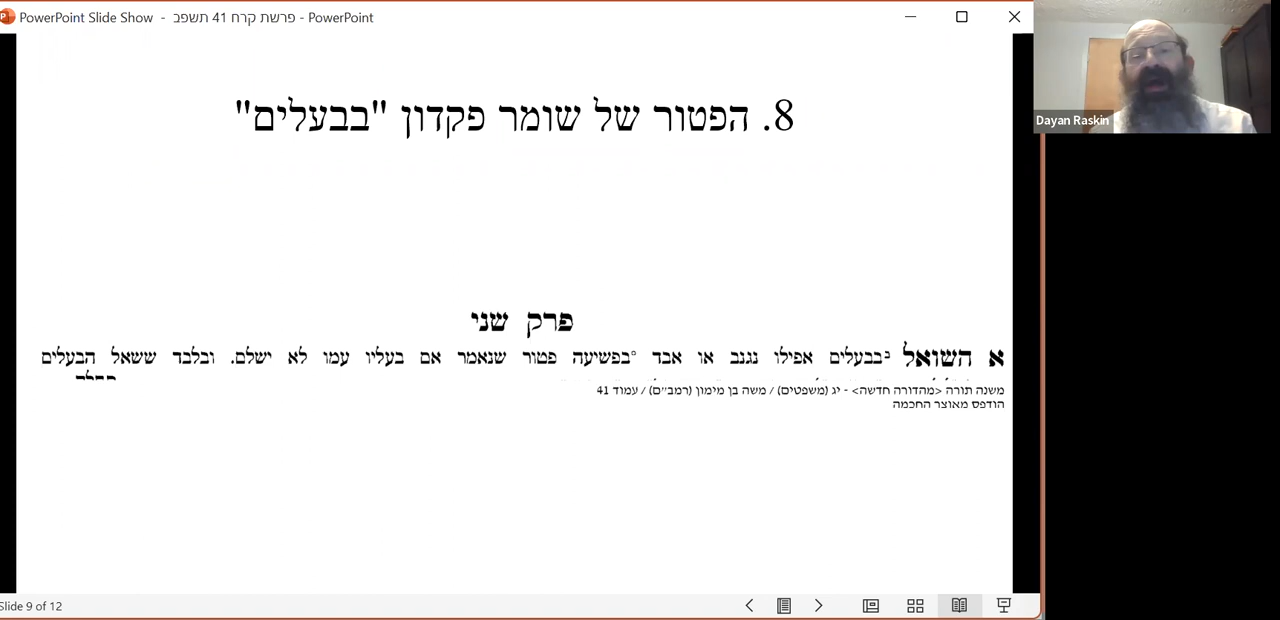 PowerPoint Slide Show - פרשת קרח 41 תשפב - PowerPoint
Dayan Raskin
8. הפטור של שומר פקדון "בבעלים"
פרק שני
א השואל בבעלים אפילו נגנב או אבד בפשיעה פטור שנאמר אם בעליו עמו לא ישלם. ובלבד ששאל הבעלים
משנה תורה <מהדורה חדשה> - יג (משפטים) / משה בן מימון (רמב״ם) / עמוד 41
הודפס מאוצר החכמה
Slide 9 of 12